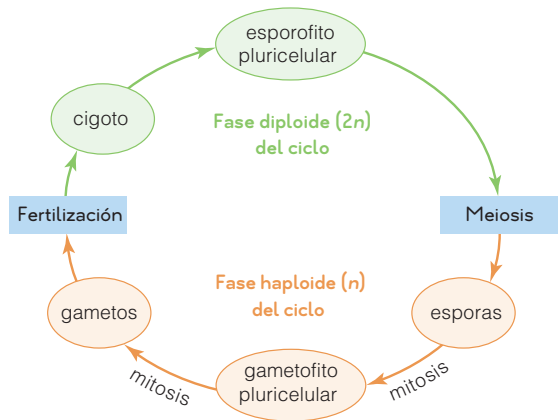 esporofito
pluricelular
cigoto
Fase diploide (2n)
del ciclo
Fertilización
Meiosis
Fase haploide (n)
del ciclo
gametos
esporas
mitosis
gametofito
pluricelular
mitosis